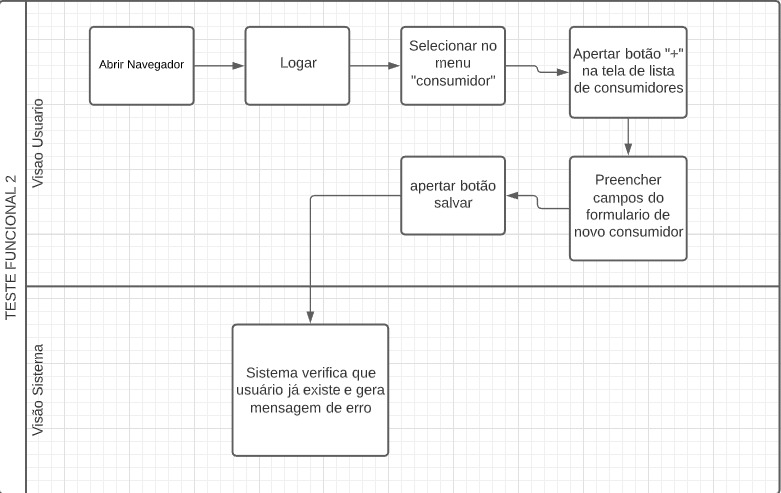 TESTE FUNCIONAL 2
Visao Usuario
Abrir Navegador
Logar
Selecionar no
menu
"consumidor"
Apertar botão "+"
na tela de lista
de consumidores
Preencher
campos do
formulario de
novo consumidor
apertar botão
salvar
Visão Sistema
Sistema verifica que
usuário já existe e gera
mensagem de erro